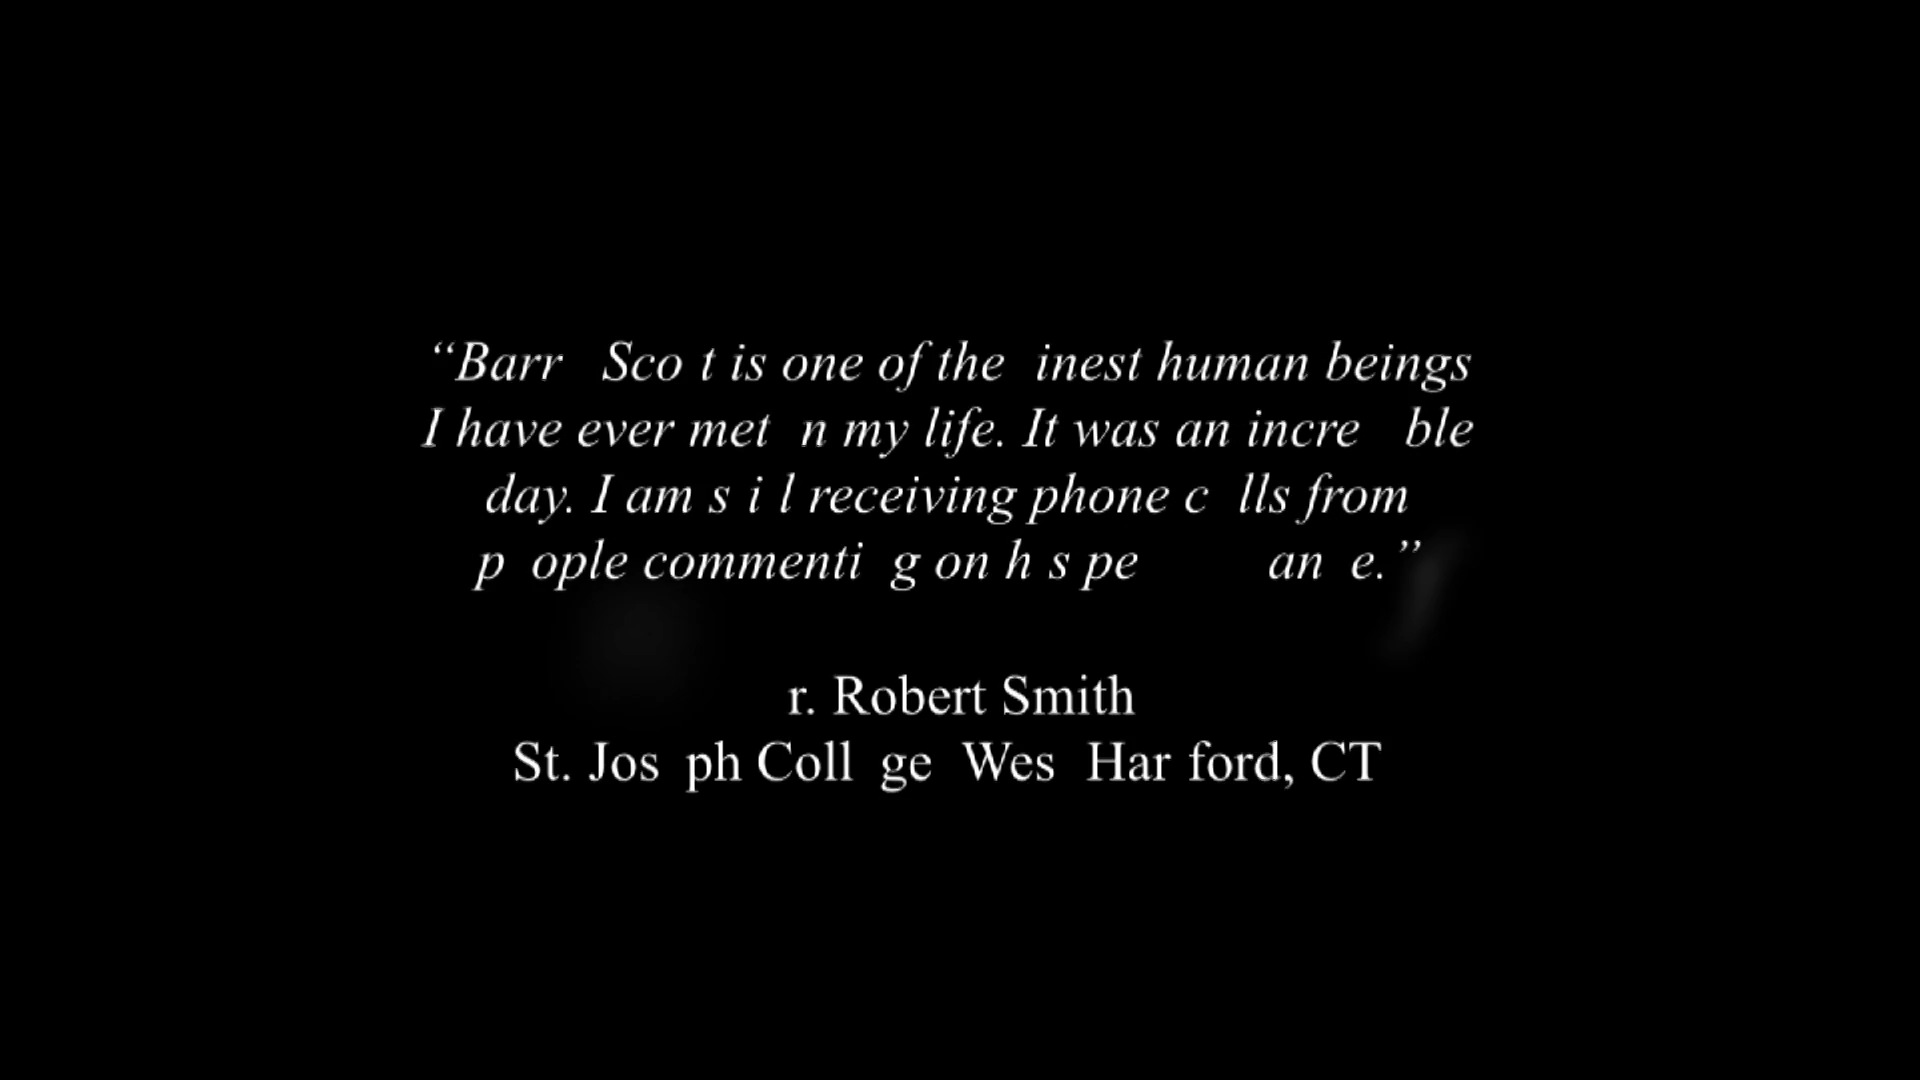 “Barr Sco t is one of the inest human beings
I have ever met n my life. It was an incre ble
day. I am s i l receiving phone c lls from
p ople commenti g on h s pe an e.”
r. Robert Smith
St. Jos ph Coll ge Wes Har ford, CT